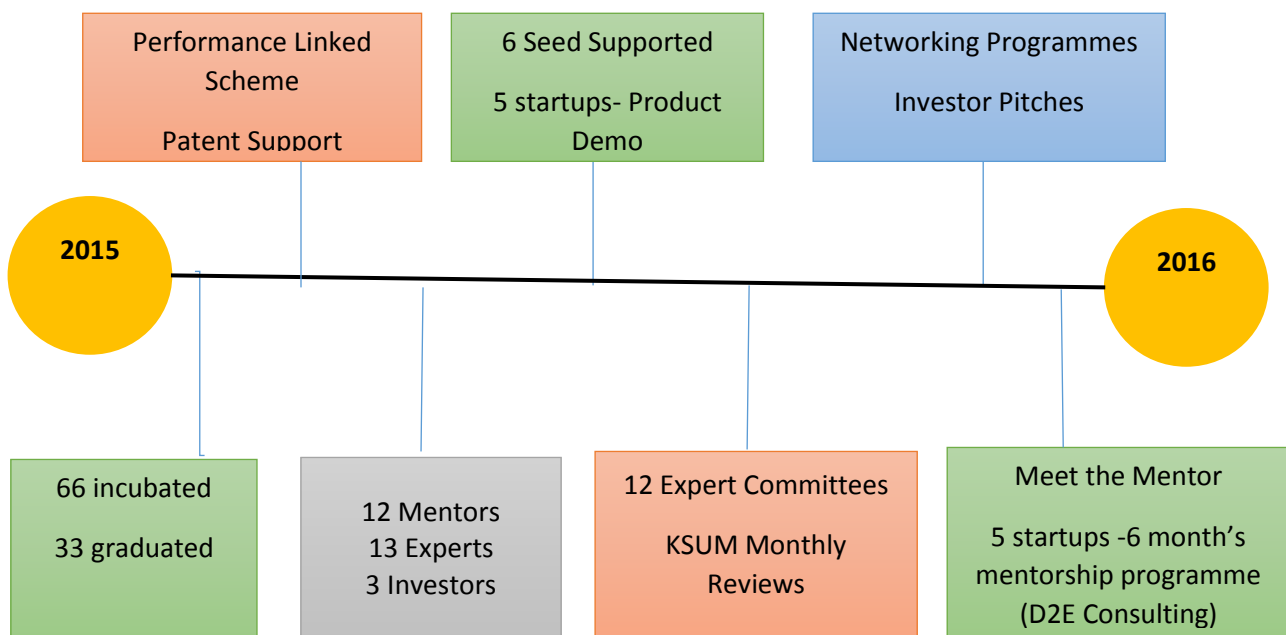 Performance Linked
Scheme
Patent Support
6 Seed Supported
5 startups- Product
Demo
Networking Programmes
Investor Pitches
2015
2016
66 incubated
33 graduated
12 Mentors
13 Experts
3 Investors
12 Expert Committees
KSUM Monthly
Reviews
Meet the Mentor
5 startups -6 month’s
mentorship programme
(D2E Consulting)